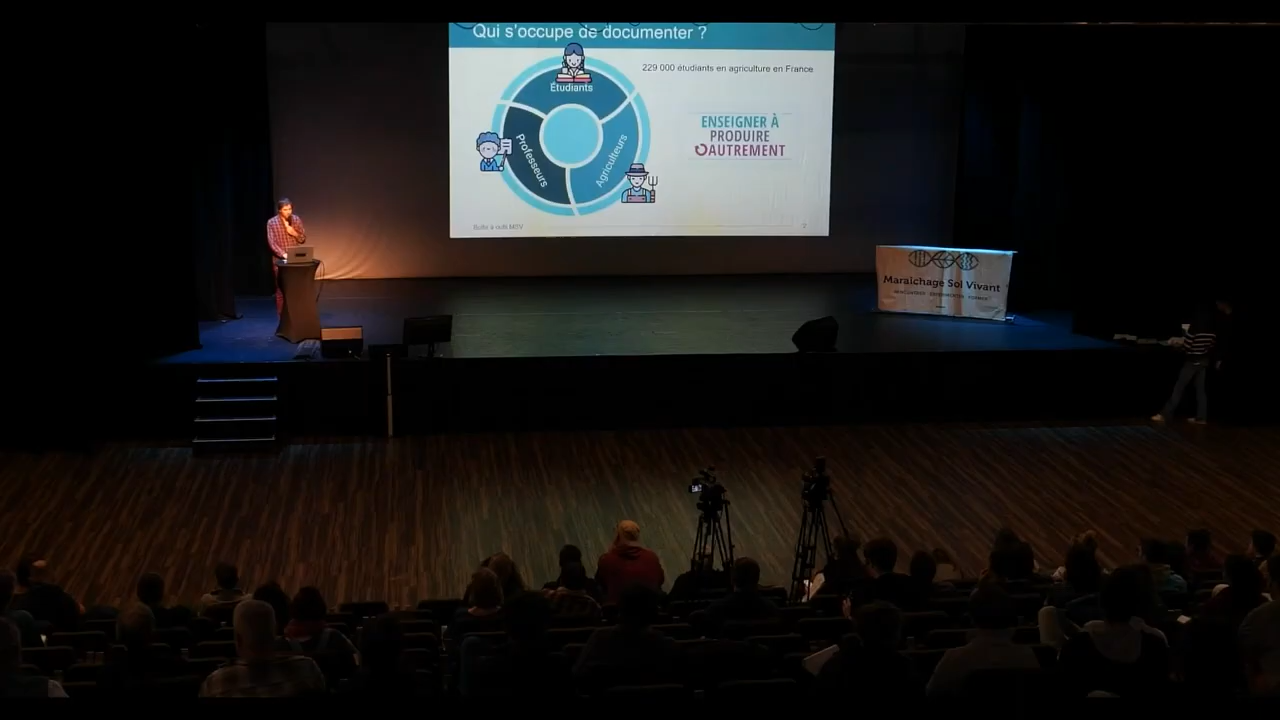 Qui s'occupe de documenter ?
229 000 étudiants en agriculture en France
Étudiants
Professeurs
Agriculteurs
ENSEIGNER À
PRODUIRE
AUTREMENT
Maraîchage Sol Vivant